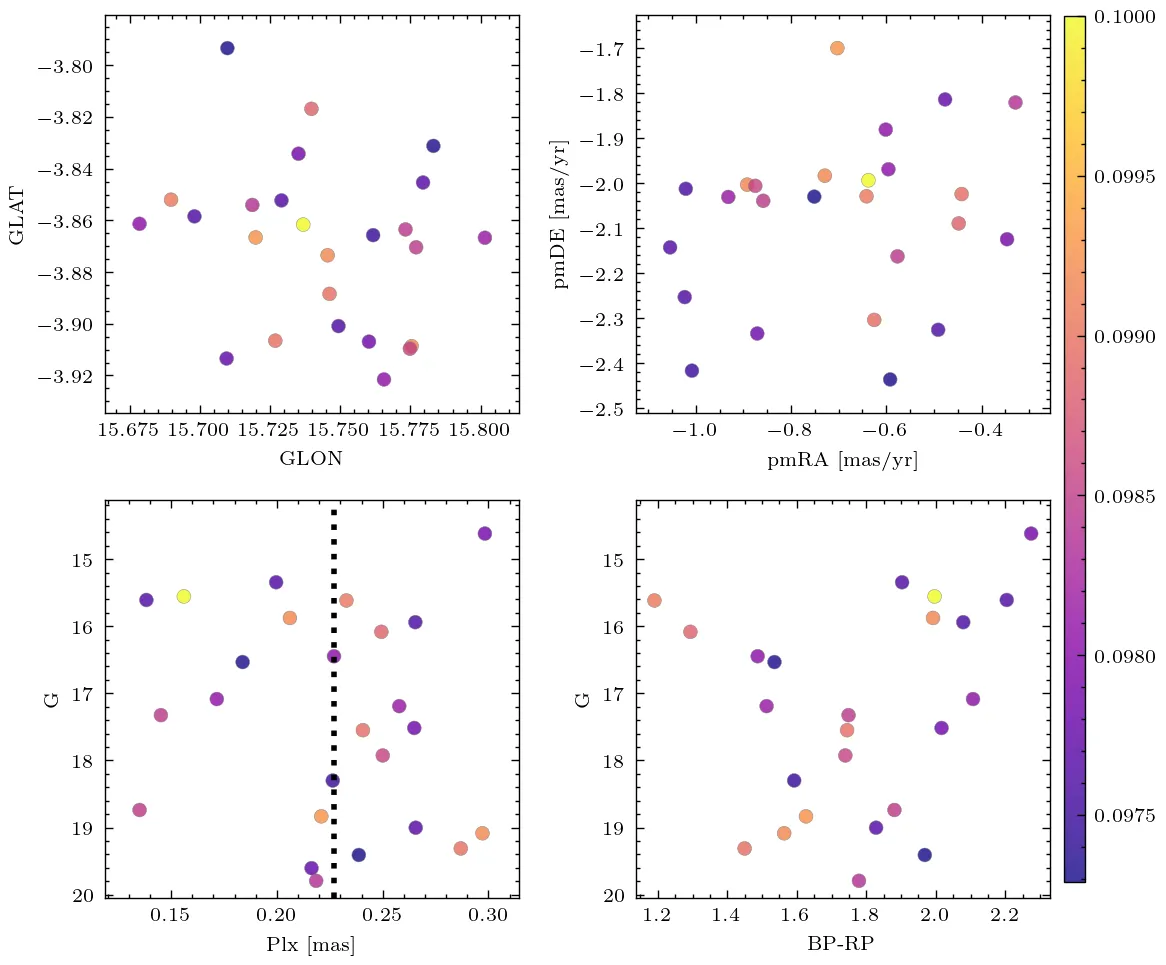 −3.80
−3.82
−3.84
−3.86
−3.88
−3.90
−3.92
GLAT
15.675 15.700 15.725 15.750 15.775 15.800
GLON
−1.7
−1.8
−1.9
−2.0
−2.1
−2.2
−2.3
−2.4
−2.5
pmDE [mas/yr]
−1.0 −0.8 −0.6 −0.4
pmRA [mas/yr]
15
16
17
18
19
20
G
0.15 0.20 0.25 0.30
Plx [mas]
15
16
17
18
19
20
G
1.2 1.4 1.6 1.8 2.0 2.2
BP-RP
0.1000
0.0995
0.0990
0.0985
0.0980
0.0975